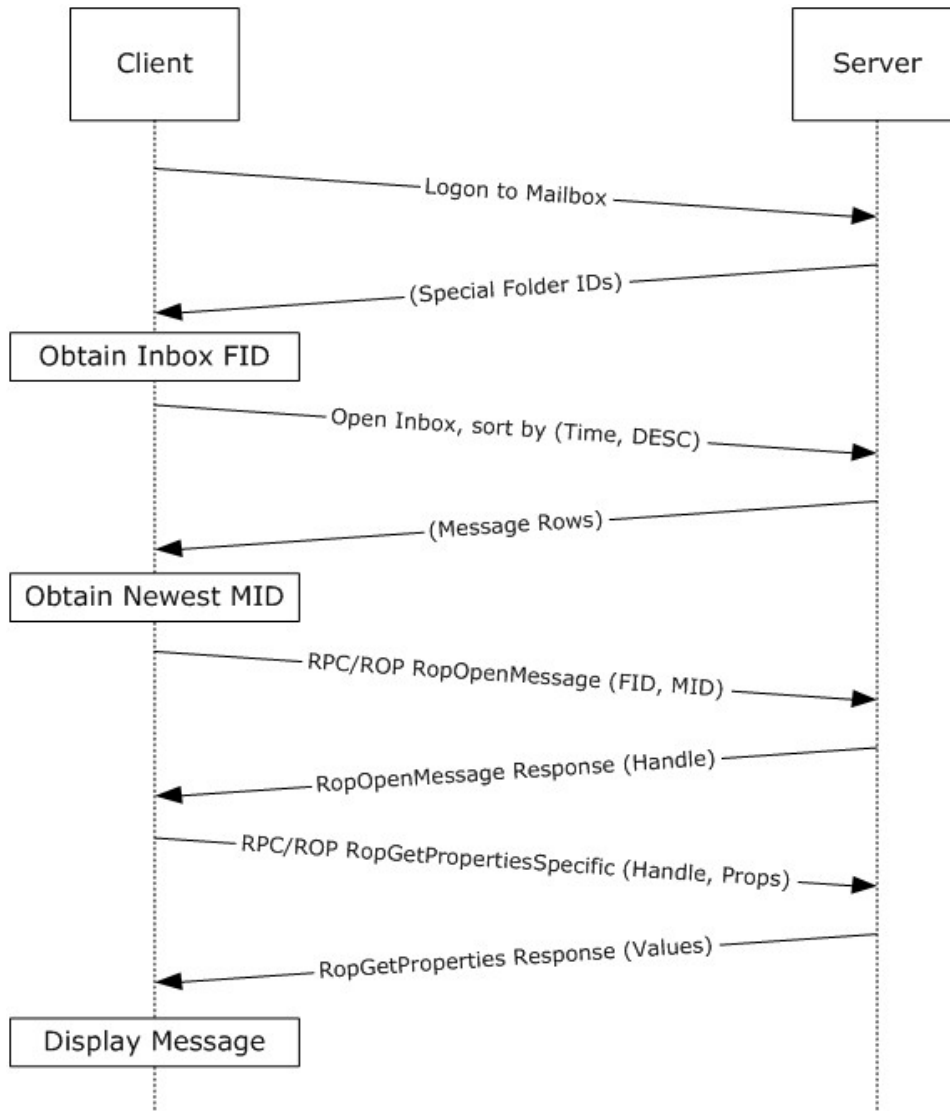 Client
Server
Logon to Mailbox
(Special Folder IDs)
Obtain Inbox FID
Open Inbox, sort by (Time, DESC)
(Message Rows)
Obtain Newest MID
RPC/ROP RopOpenMessage (FID, MID)
RopOpenMessage Response (Handle)
RPC/ROP RopGetPropertiesSpecific (Handle, Props)
RopGetProperties Response (Values)
Display Message